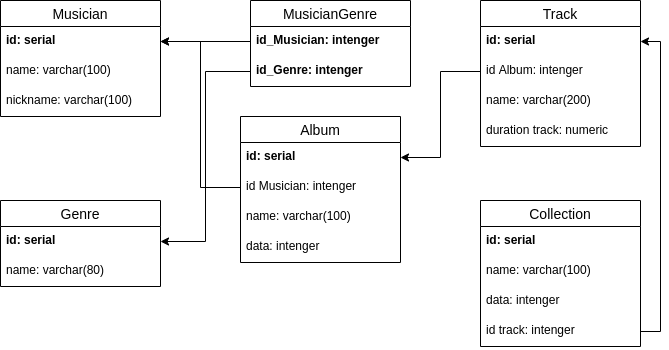 Musician
id: serial
name: varchar(100)
nickname: varchar(100)
MusicianGenre
id_Musician: intenger
id_Genre: intenger
Track
id: serial
id Album: intenger
name: varchar(200)
duration track: numeric
Album
id: serial
id Musician: intenger
name: varchar(100)
data: intenger
Genre
id: serial
name: varchar(80)
Collection
id: serial
name: varchar(100)
data: intenger
id track: intenger